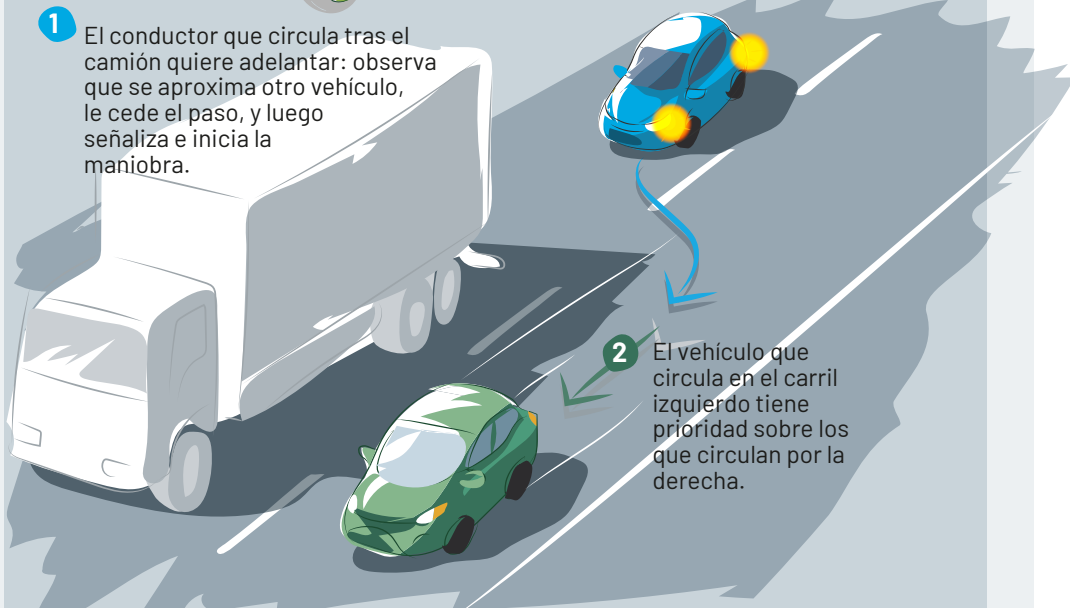 1
El conductor que circula tras el
camión quiere adelantar: observa
que se aproxima otro vehículo,
le cede el paso, y luego
señaliza e inicia la
maniobra.
2
El vehículo que
circula en el carril
izquierdo tiene
prioridad sobre los
que circulan por la
derecha.